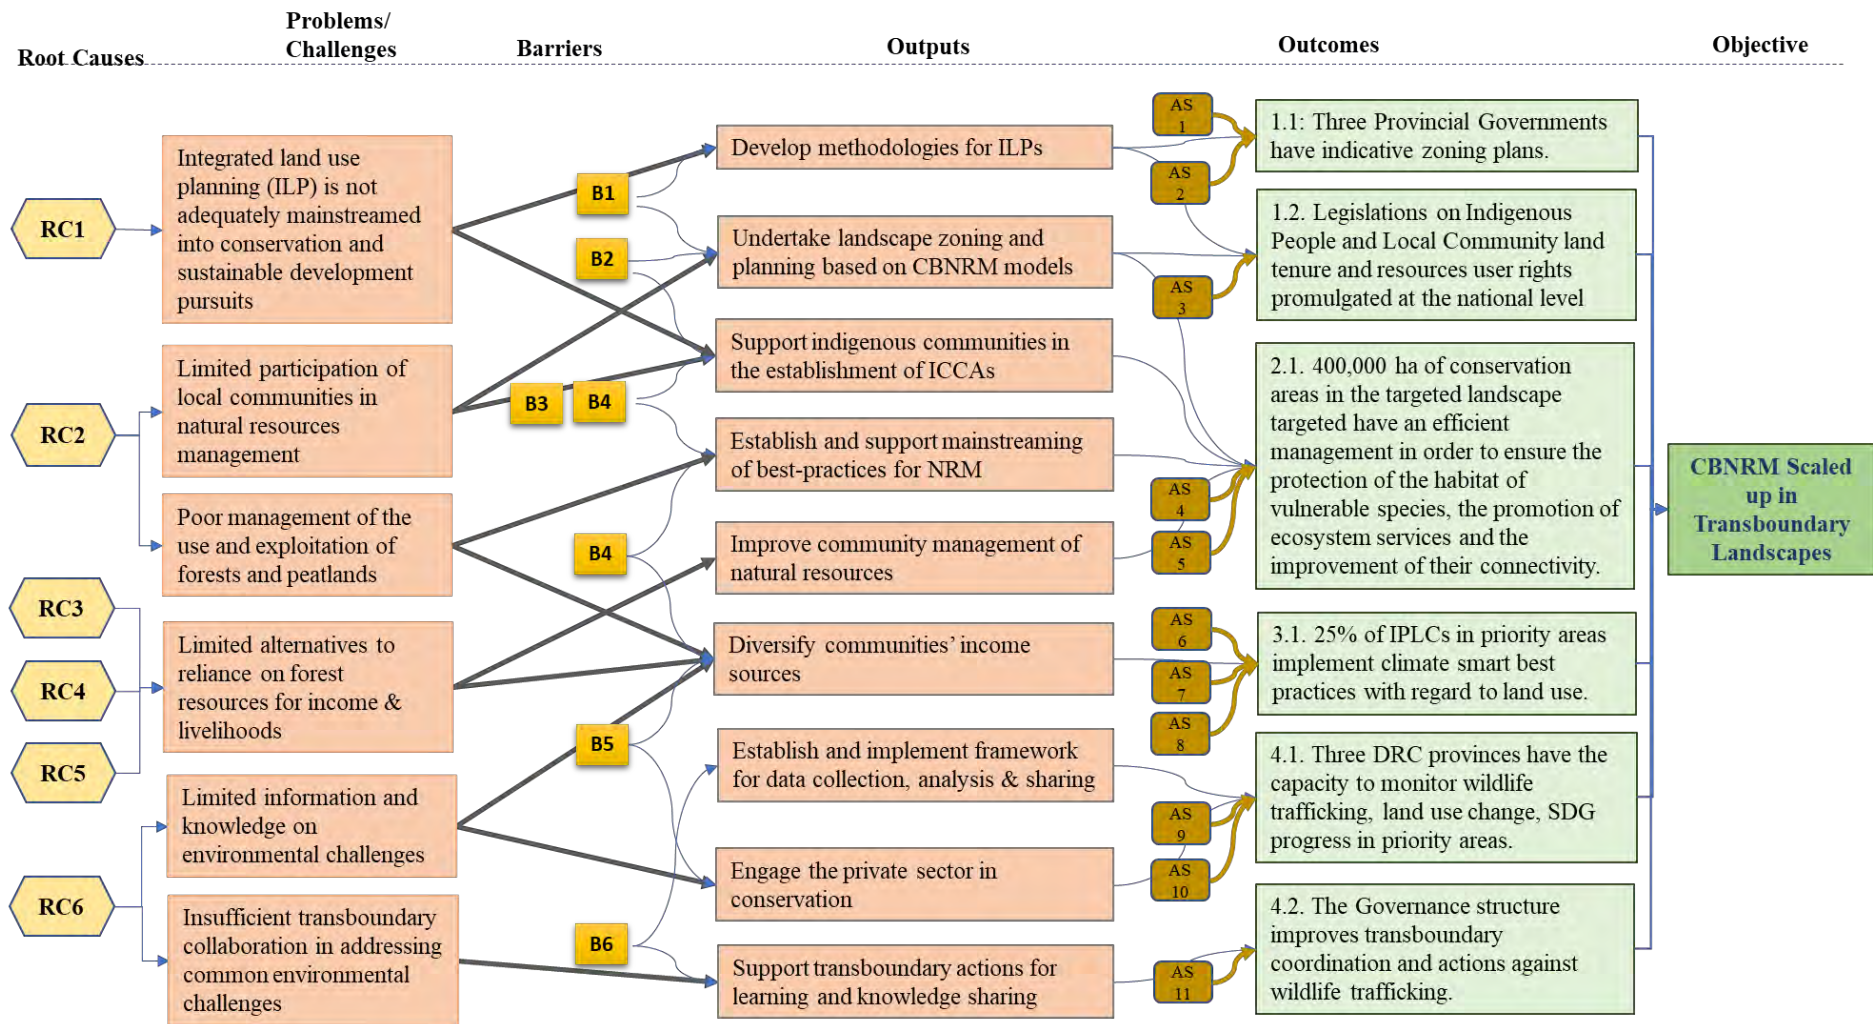 Root Causes
Problems/
Challenges
Barriers
Outputs
Outcomes
Objective
RC1
RC2
RC3
RC4
RC5
RC6
Integrated land use
planning (ILP) is not
adequately mainstreamed
into conservation and
sustainable development
pursuits
Limited participation of
local communities in
natural resources
management
Poor management of the
use and exploitation of
forests and peatlands
Limited alternatives to
reliance on forest
resources for income &
livelihoods
Limited information and
knowledge on
environmental challenges
Insufficient transboundary
collaboration in addressing
common environmental
challenges
B1
B2
B3
B4
B4
B5
B6
Develop methodologies for ILPs
Undertake landscape zoning and
planning based on CBNRM models
Support indigenous communities in
the establishment of ICCAs
Establish and support mainstreaming
of best-practices for NRM
Improve community management of
natural resources
Diversify communities’ income
sources
Establish and implement framework
for data collection, analysis & sharing
Engage the private sector in
conservation
Support transboundary actions for
learning and knowledge sharing
AS
1
AS
2
AS
3
AS
4
AS
5
AS
6
AS
7
AS
8
AS
9
AS
10
AS
11
1.1: Three Provincial Governments
have indicative zoning plans.
1.2. Legislations on Indigenous
People and Local Community land
tenure and resources user rights
promulgated at the national level
2.1. 400,000 ha of conservation
areas in the targeted landscape
targeted have an efficient
management in order to ensure the
protection of the habitat of
vulnerable species, the promotion of
ecosystem services and the
improvement of their connectivity.
3.1. 25% of IPLCs in priority areas
implement climate smart best
practices with regard to land use.
4.1. Three DRC provinces have the
capacity to monitor wildlife
trafficking, land use change, SDG
progress in priority areas.
4.2. The Governance structure
improves transboundary
coordination and actions against
wildlife trafficking.
CBNRM Scaled
up in
Transboundary
Landscapes